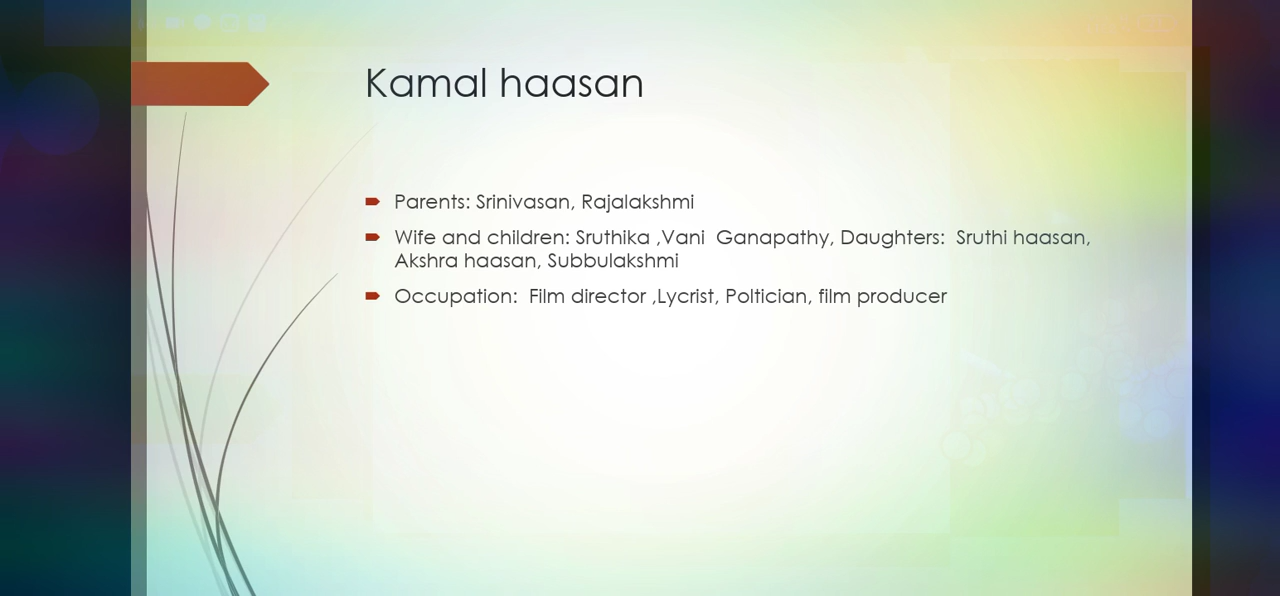 Kamal haasan
Parents: Srinivasan, Rajalakshmi
Wife and children: Sruthika ,Vani  Ganapathy, Daughters:  Sruthi haasan,
Akshra haasan, Subbulakshmi
Occupation:  Film director ,Lycrist, Poltician, film producer